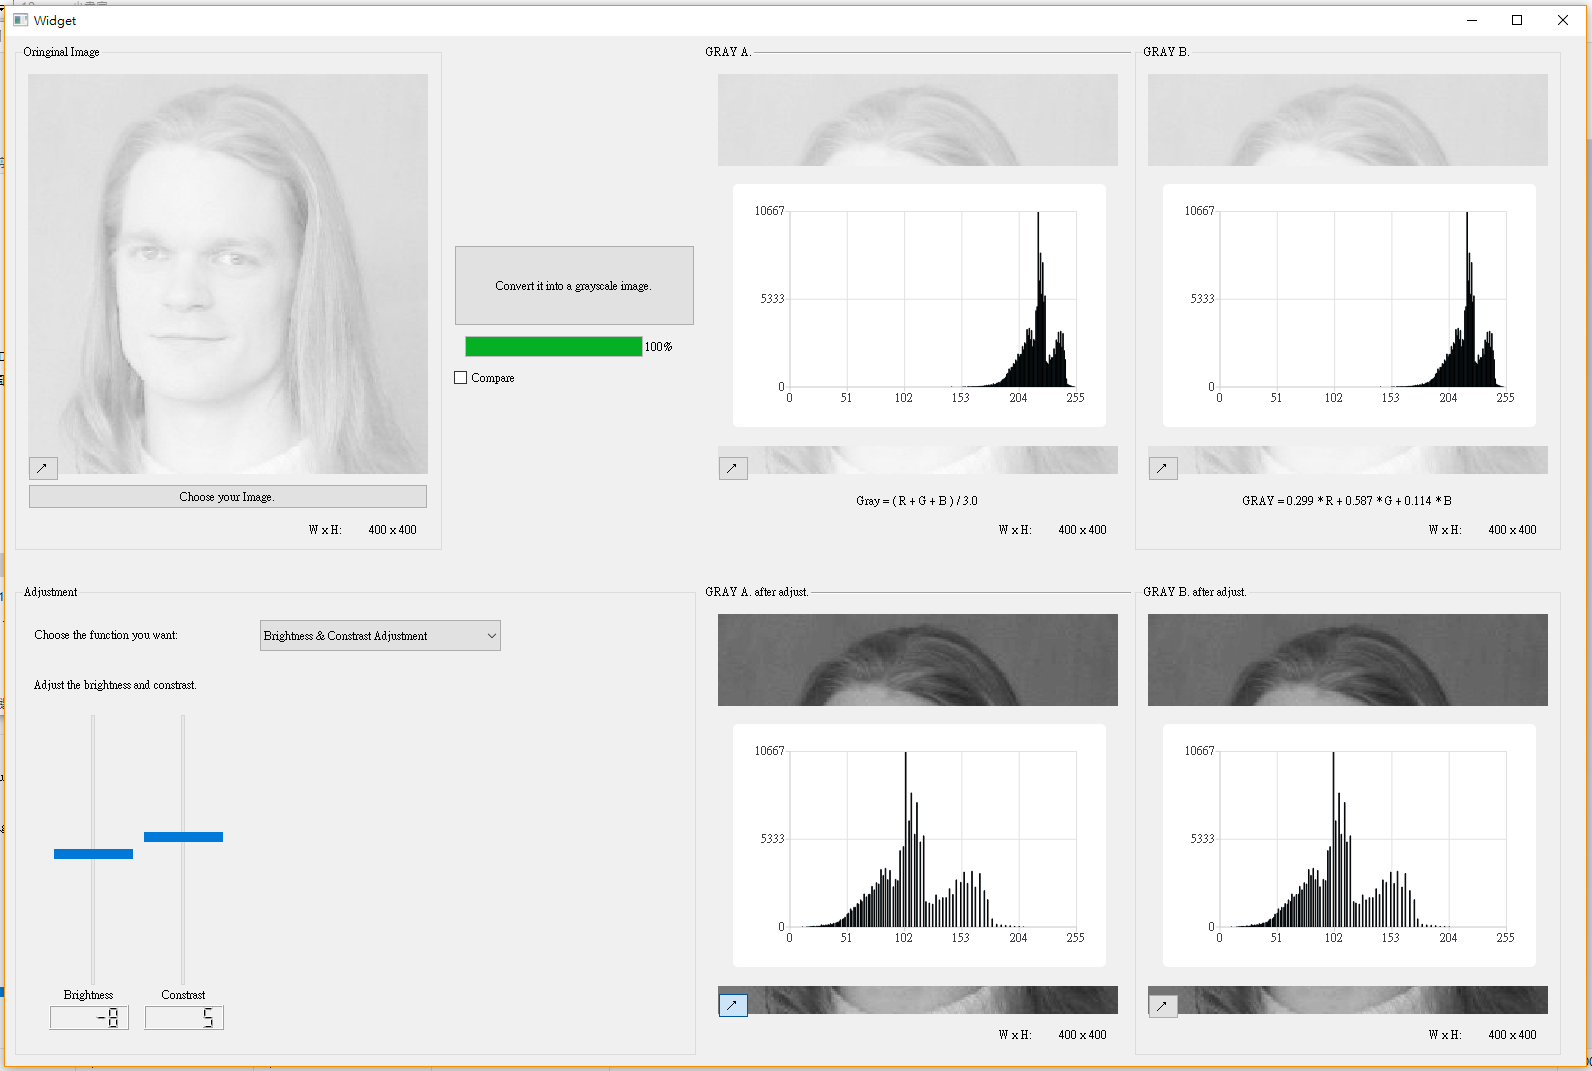 Widget
Oringinal Image
Choose your Image.
W x H: 400 x 400
Convert it into a grayscale image.
100%
Compare
GRAY A.
10667
5333
0
0 51 102 153 204 255
Gray = ( R + G + B ) / 3.0
W x H: 400 x 400
GRAY B.
10667
5333
0
0 51 102 153 204 255
GRAY = 0.299 * R + 0.587 * G + 0.114 * B
W x H: 400 x 400
Adjustment
Choose the function you want:
Brightness & Constrast Adjustment
Adjust the brightness and constrast.
Brightness Constrast
-8 5
GRAY A. after adjust.
10667
5333
0
0 51 102 153 204 255
W x H: 400 x 400
GRAY B. after adjust.
10667
5333
0
0 51 102 153 204 255
W x H: 400 x 400